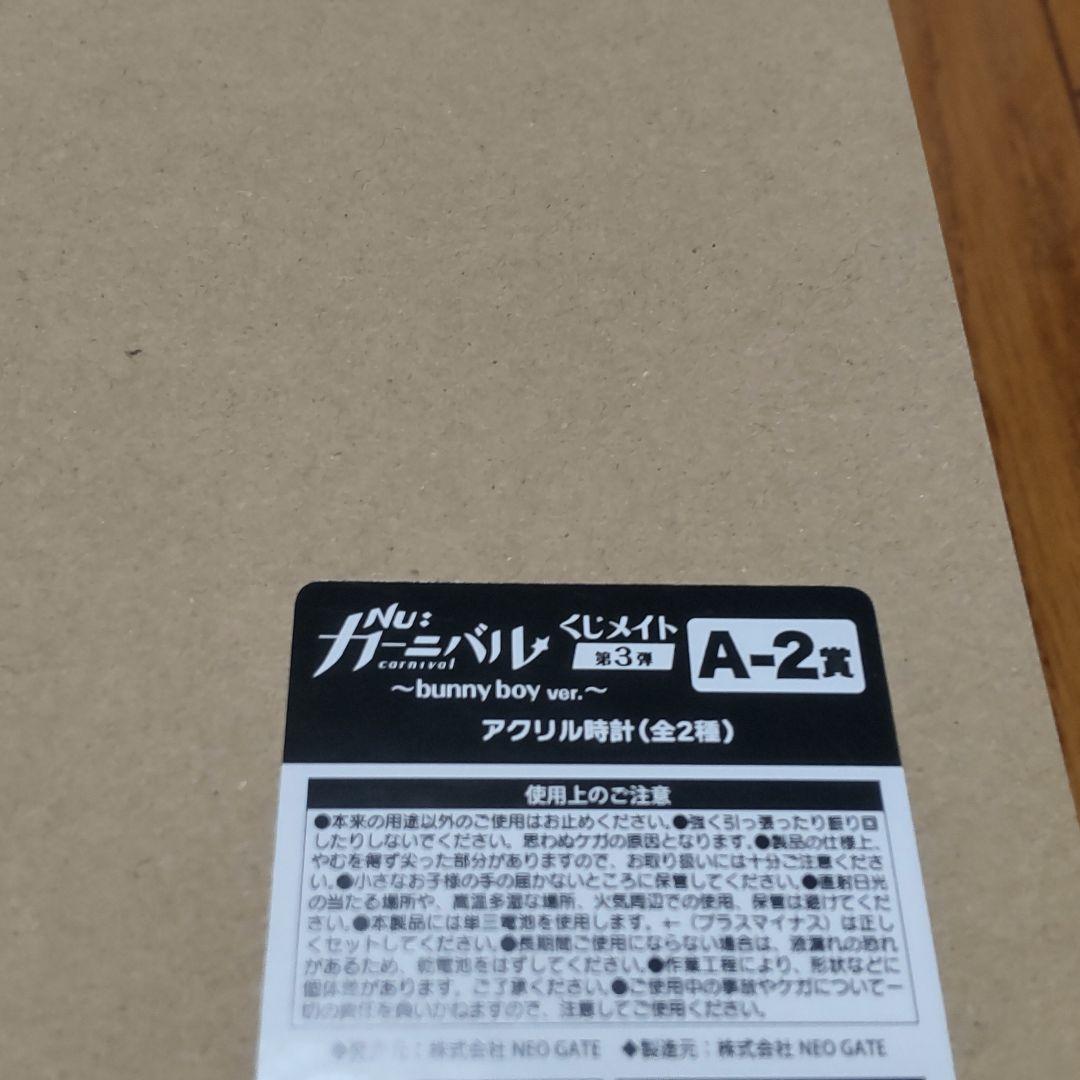 NU: カーニバル carnival
くじメイト
第3弾
A-2賞
～bunny boy ver.～
アクリル時計（全2種）
使用上のご注意
●本来の用途以外のご使用はお止めください。●強く引っ張ったり振り回
したりしないでください。思わぬケガの原因となります。●製品の仕様上、
やむを得ず尖った部分がありますので、お取り扱いには十分ご注意くださ
い。●小さなお子様の手の届かないところに保管してください。●直射日光
の当たる場所や、高温多湿な場所、火気周辺での使用、保管は避けてくだ
さい。●本製品には単三電池を使用します。＋－（プラスマイナス）は正し
くセットしてください。●長期間ご使用にならない場合は、液漏れの恐れ
があるため、乾電池をはずしてください。●作業工程により、形状などに
個体差があります。ご了承ください。●ご使用中の事故やケガについて一
切の責任を負いかねますので、注意してご使用ください。
株式会社 NEO GATE ◆製造元：株式会社 NEO GATE